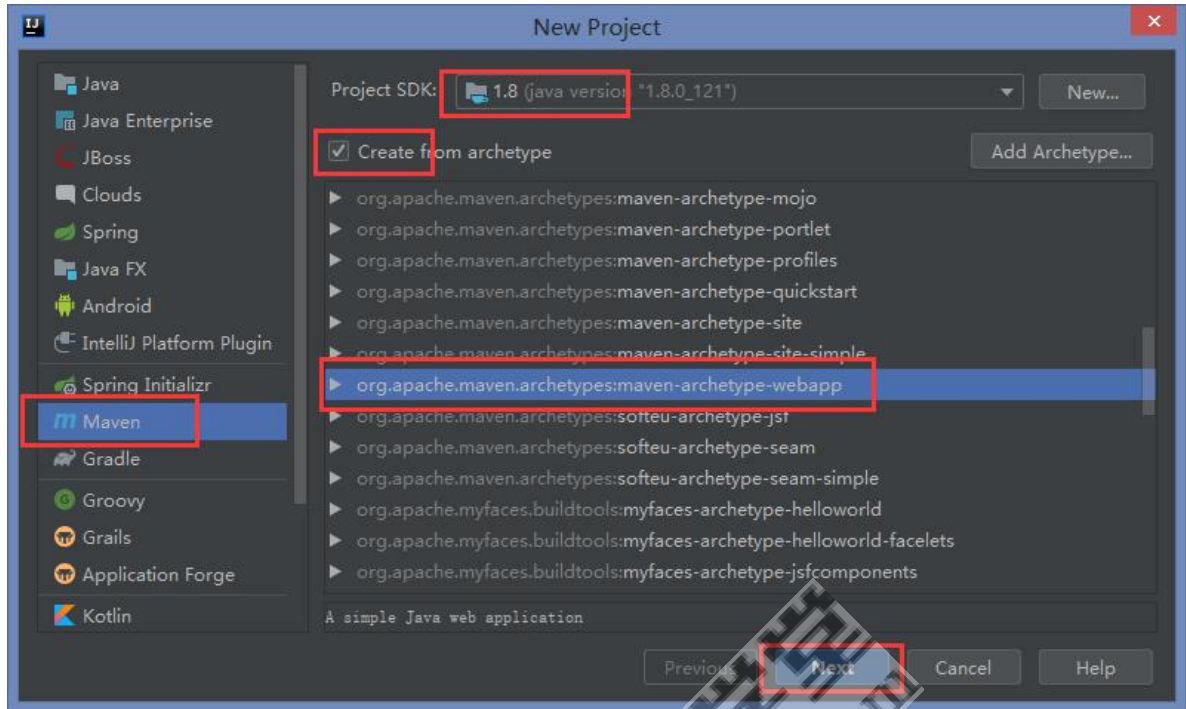 New Project
Java
Java Enterprise
JBoss
Clouds
Spring
Java FX
Android
IntelliJ Platform Plugin
Spring Initializr
Maven
Gradle
Groovy
Grails
Application Forge
Kotlin
Project SDK: 1.8 (java version "1.8.0_121") New...
Create from archetype Add Archetype...
org.apache.maven.archetypes:maven-archetype-mojo
org.apache.maven.archetypes:maven-archetype-portlet
org.apache.maven.archetypes:maven-archetype-profiles
org.apache.maven.archetypes:maven-archetype-quickstart
org.apache.maven.archetypes:maven-archetype-site
org.apache.maven.archetypes:maven-archetype-site-simple
org.apache.maven.archetypes:maven-archetype-webapp
org.apache.maven.archetypes:softeu-archetype-jsf
org.apache.maven.archetypes:softeu-archetype-seam
org.apache.maven.archetypes:softeu-archetype-seam-simple
org.apache.myfaces.buildtools:myfaces-archetype-helloworld
org.apache.myfaces.buildtools:myfaces-archetype-helloworld-facelets
org.apache.myfaces.buildtools:myfaces-archetype-jsfcomponents
A simple Java web application
Previous Next Cancel Help